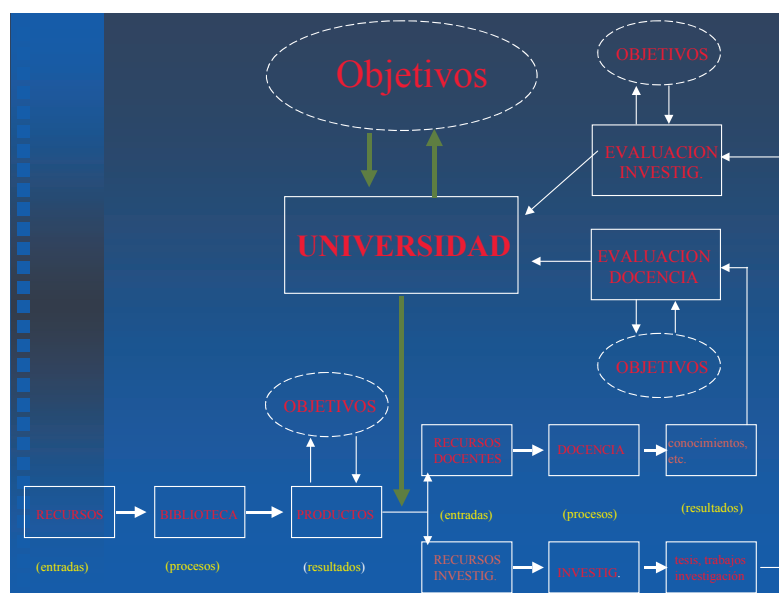 Objetivos
OBJETIVOS
EVALUACION
INVESTIG.
UNIVERSIDAD
EVALUACION
DOCENCIA
OBJETIVOS
OBJETIVOS
RECURSOS
DOCENTES
DOCENCIA
conocimientos,
etc.
(entradas)
(procesos)
(resultados)
RECURSOS
BIBLIOTECA
PRODUCTOS
(entradas)
(procesos)
(resultados)
RECURSOS
INVESTIG.
INVESTIG.
tesis, trabajos
investigación